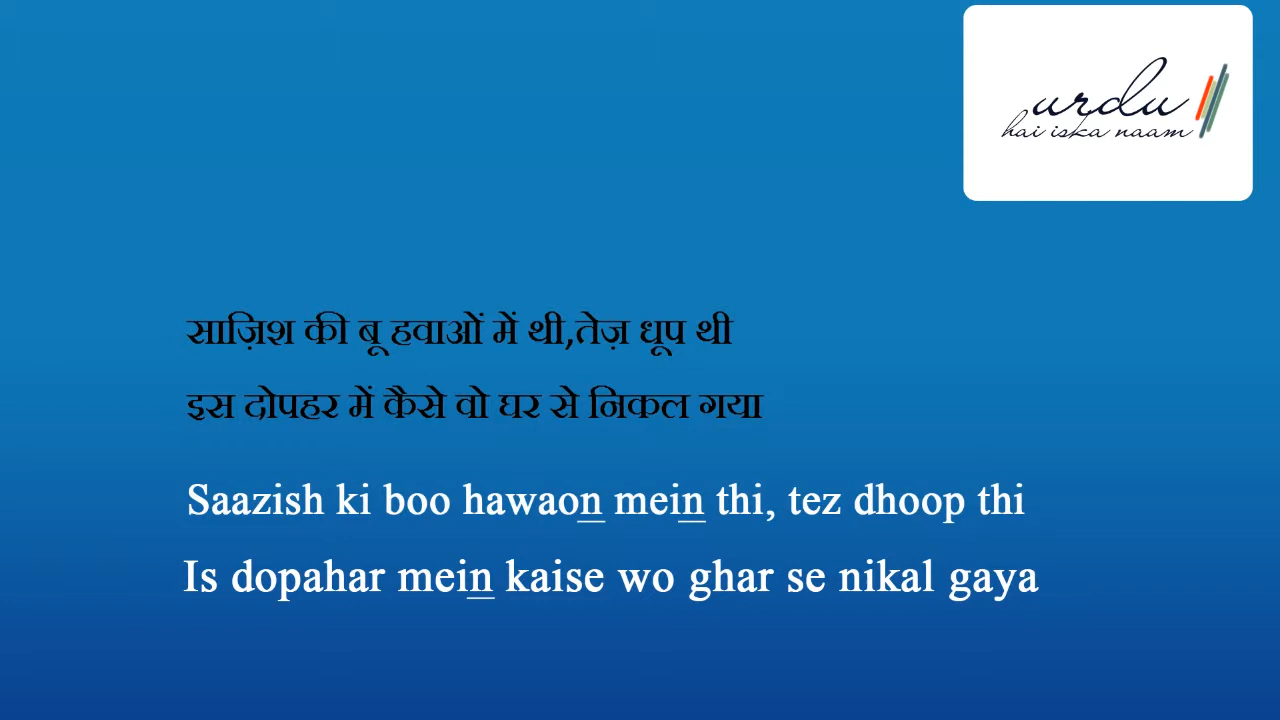 urdu
hai iska naam
साज़िश की बू हवाओं में थी,तेज़ धूप थी
इस दोपहर में कैसे वो घर से निकल गया
Saazish ki boo hawaon mein thi, tez dhoop thi
Is dopahar mein kaise wo ghar se nikal gaya